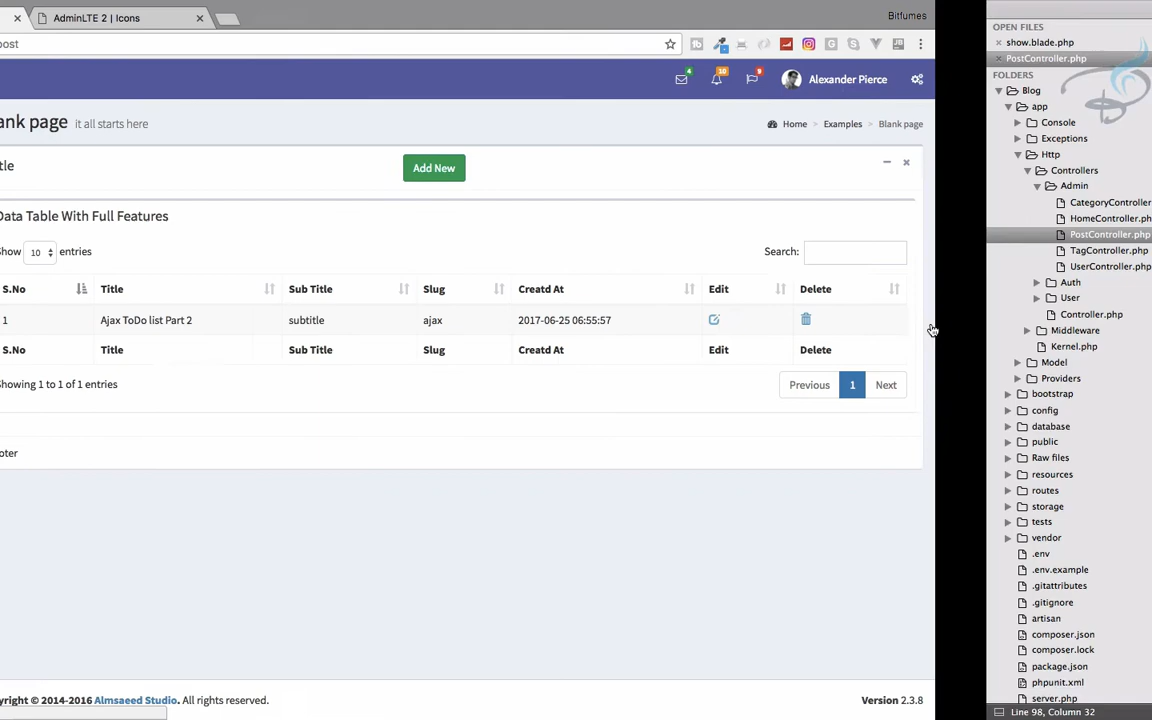 AdminLTE 2 | Icons
Bitfumes
post
4
10
9
Alexander Pierce
ank page it all starts here
Home > Examples > Blank page
tle
Add New
Data Table With Full Features
Show 10 entries
Search:
S.No Title Sub Title Slug Creatd At Edit Delete
1 Ajax ToDo list Part 2 subtitle ajax 2017-06-25 06:55:57
S.No Title Sub Title Slug Creatd At Edit Delete
Showing 1 to 1 of 1 entries
Previous 1 Next
oter
pyright © 2014-2016 Almsaeed Studio. All rights reserved.
Version 2.3.8
OPEN FILES
show.blade.php
PostController.php
FOLDERS
Blog
app
Console
Exceptions
Http
Controllers
Admin
CategoryController
HomeController.ph
PostController.php
TagController.php
UserController.php
Auth
User
Controller.php
Middleware
Kernel.php
Model
Providers
bootstrap
config
database
public
Raw files
resources
routes
storage
tests
vendor
.env
.env.example
.gitattributes
.gitignore
artisan
composer.json
composer.lock
package.json
phpunit.xml
server.php
Line 98, Column 32